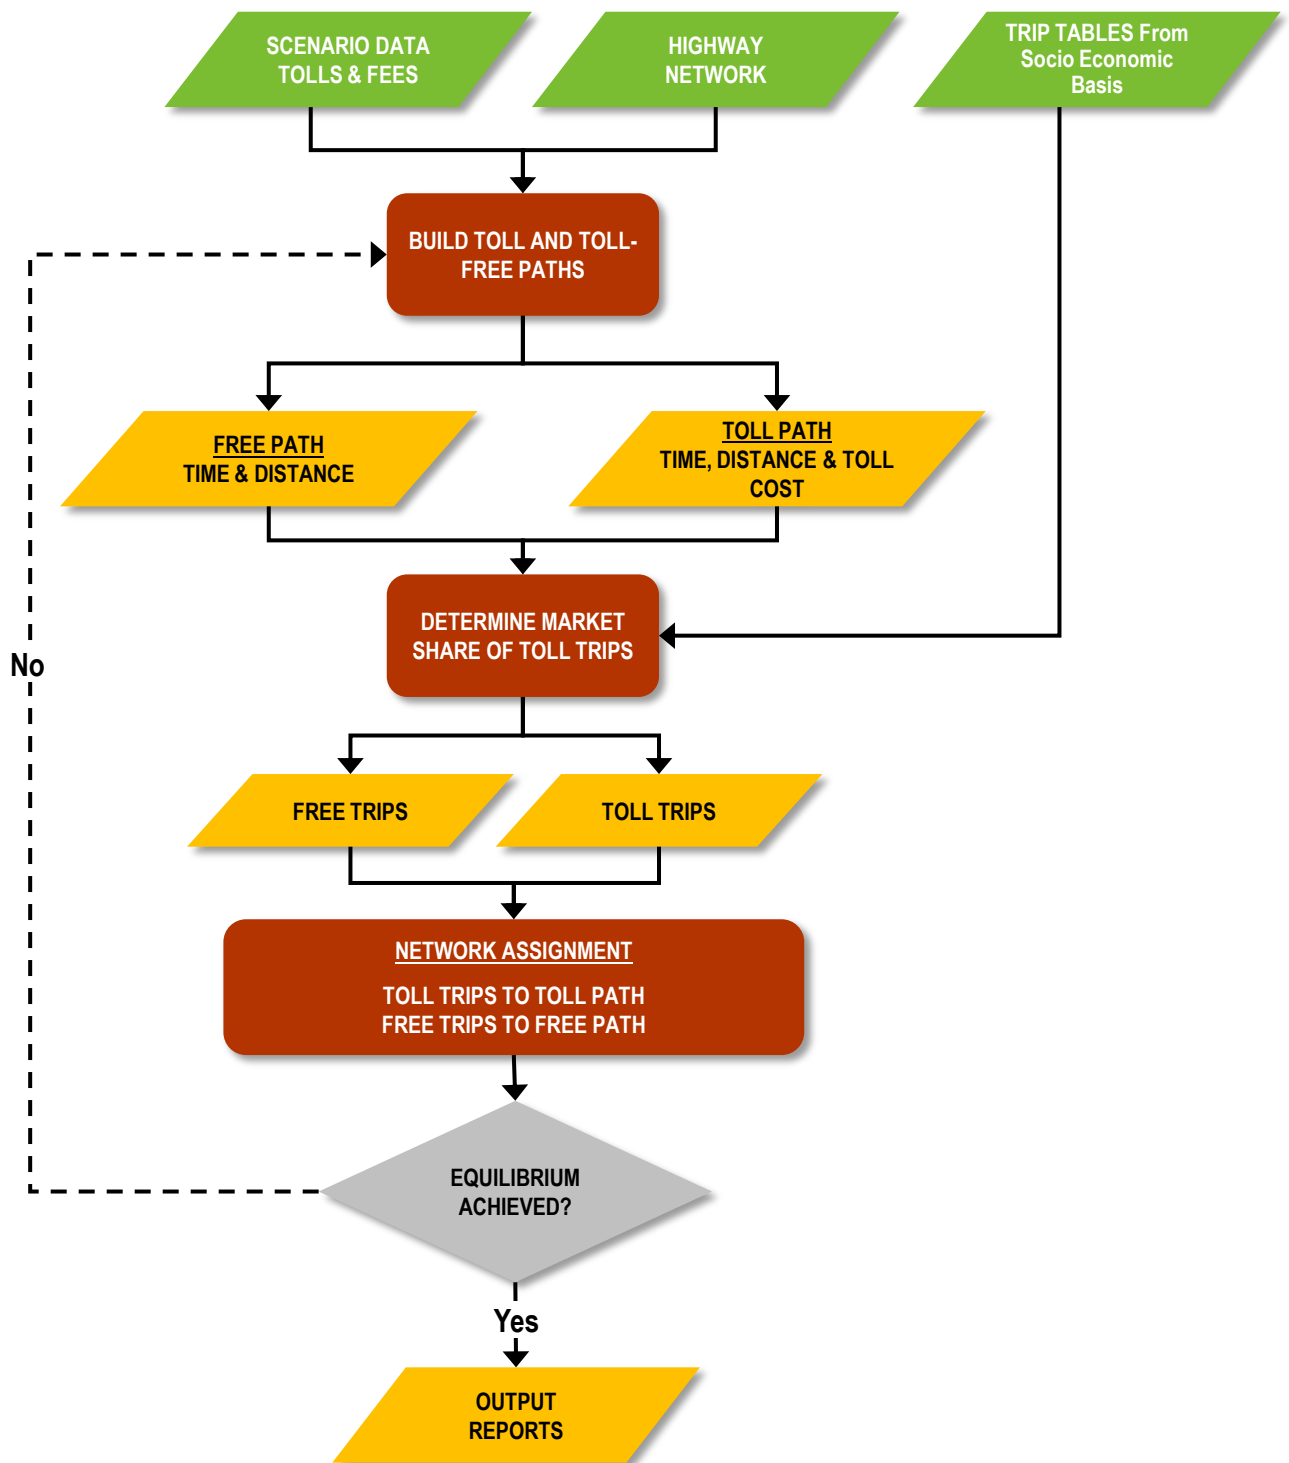 SCENARIO DATA
TOLLS & FEES
HIGHWAY
NETWORK
TRIP TABLES From
Socio Economic
Basis
BUILD TOLL AND TOLL-
FREE PATHS
FREE PATH
TIME & DISTANCE
TOLL PATH
TIME, DISTANCE & TOLL
COST
DETERMINE MARKET
SHARE OF TOLL TRIPS
No
FREE TRIPS
TOLL TRIPS
NETWORK ASSIGNMENT
TOLL TRIPS TO TOLL PATH
FREE TRIPS TO FREE PATH
EQUILIBRIUM
ACHIEVED?
Yes
OUTPUT
REPORTS